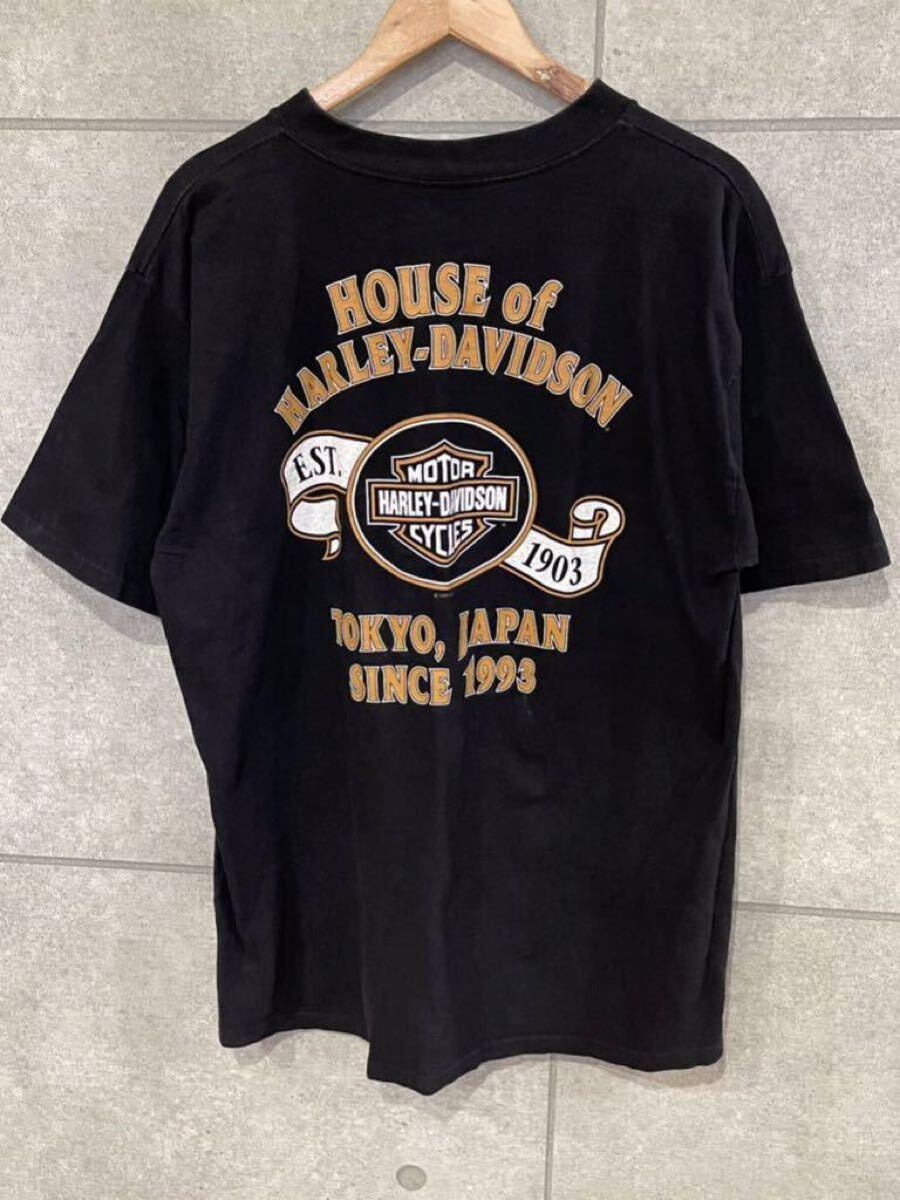 HOUSE of
HARLEY-DAVIDSON
EST.
MOTOR
HARLEY-DAVIDSON
CYCLES
1903
TOKYO, JAPAN
SINCE 1993